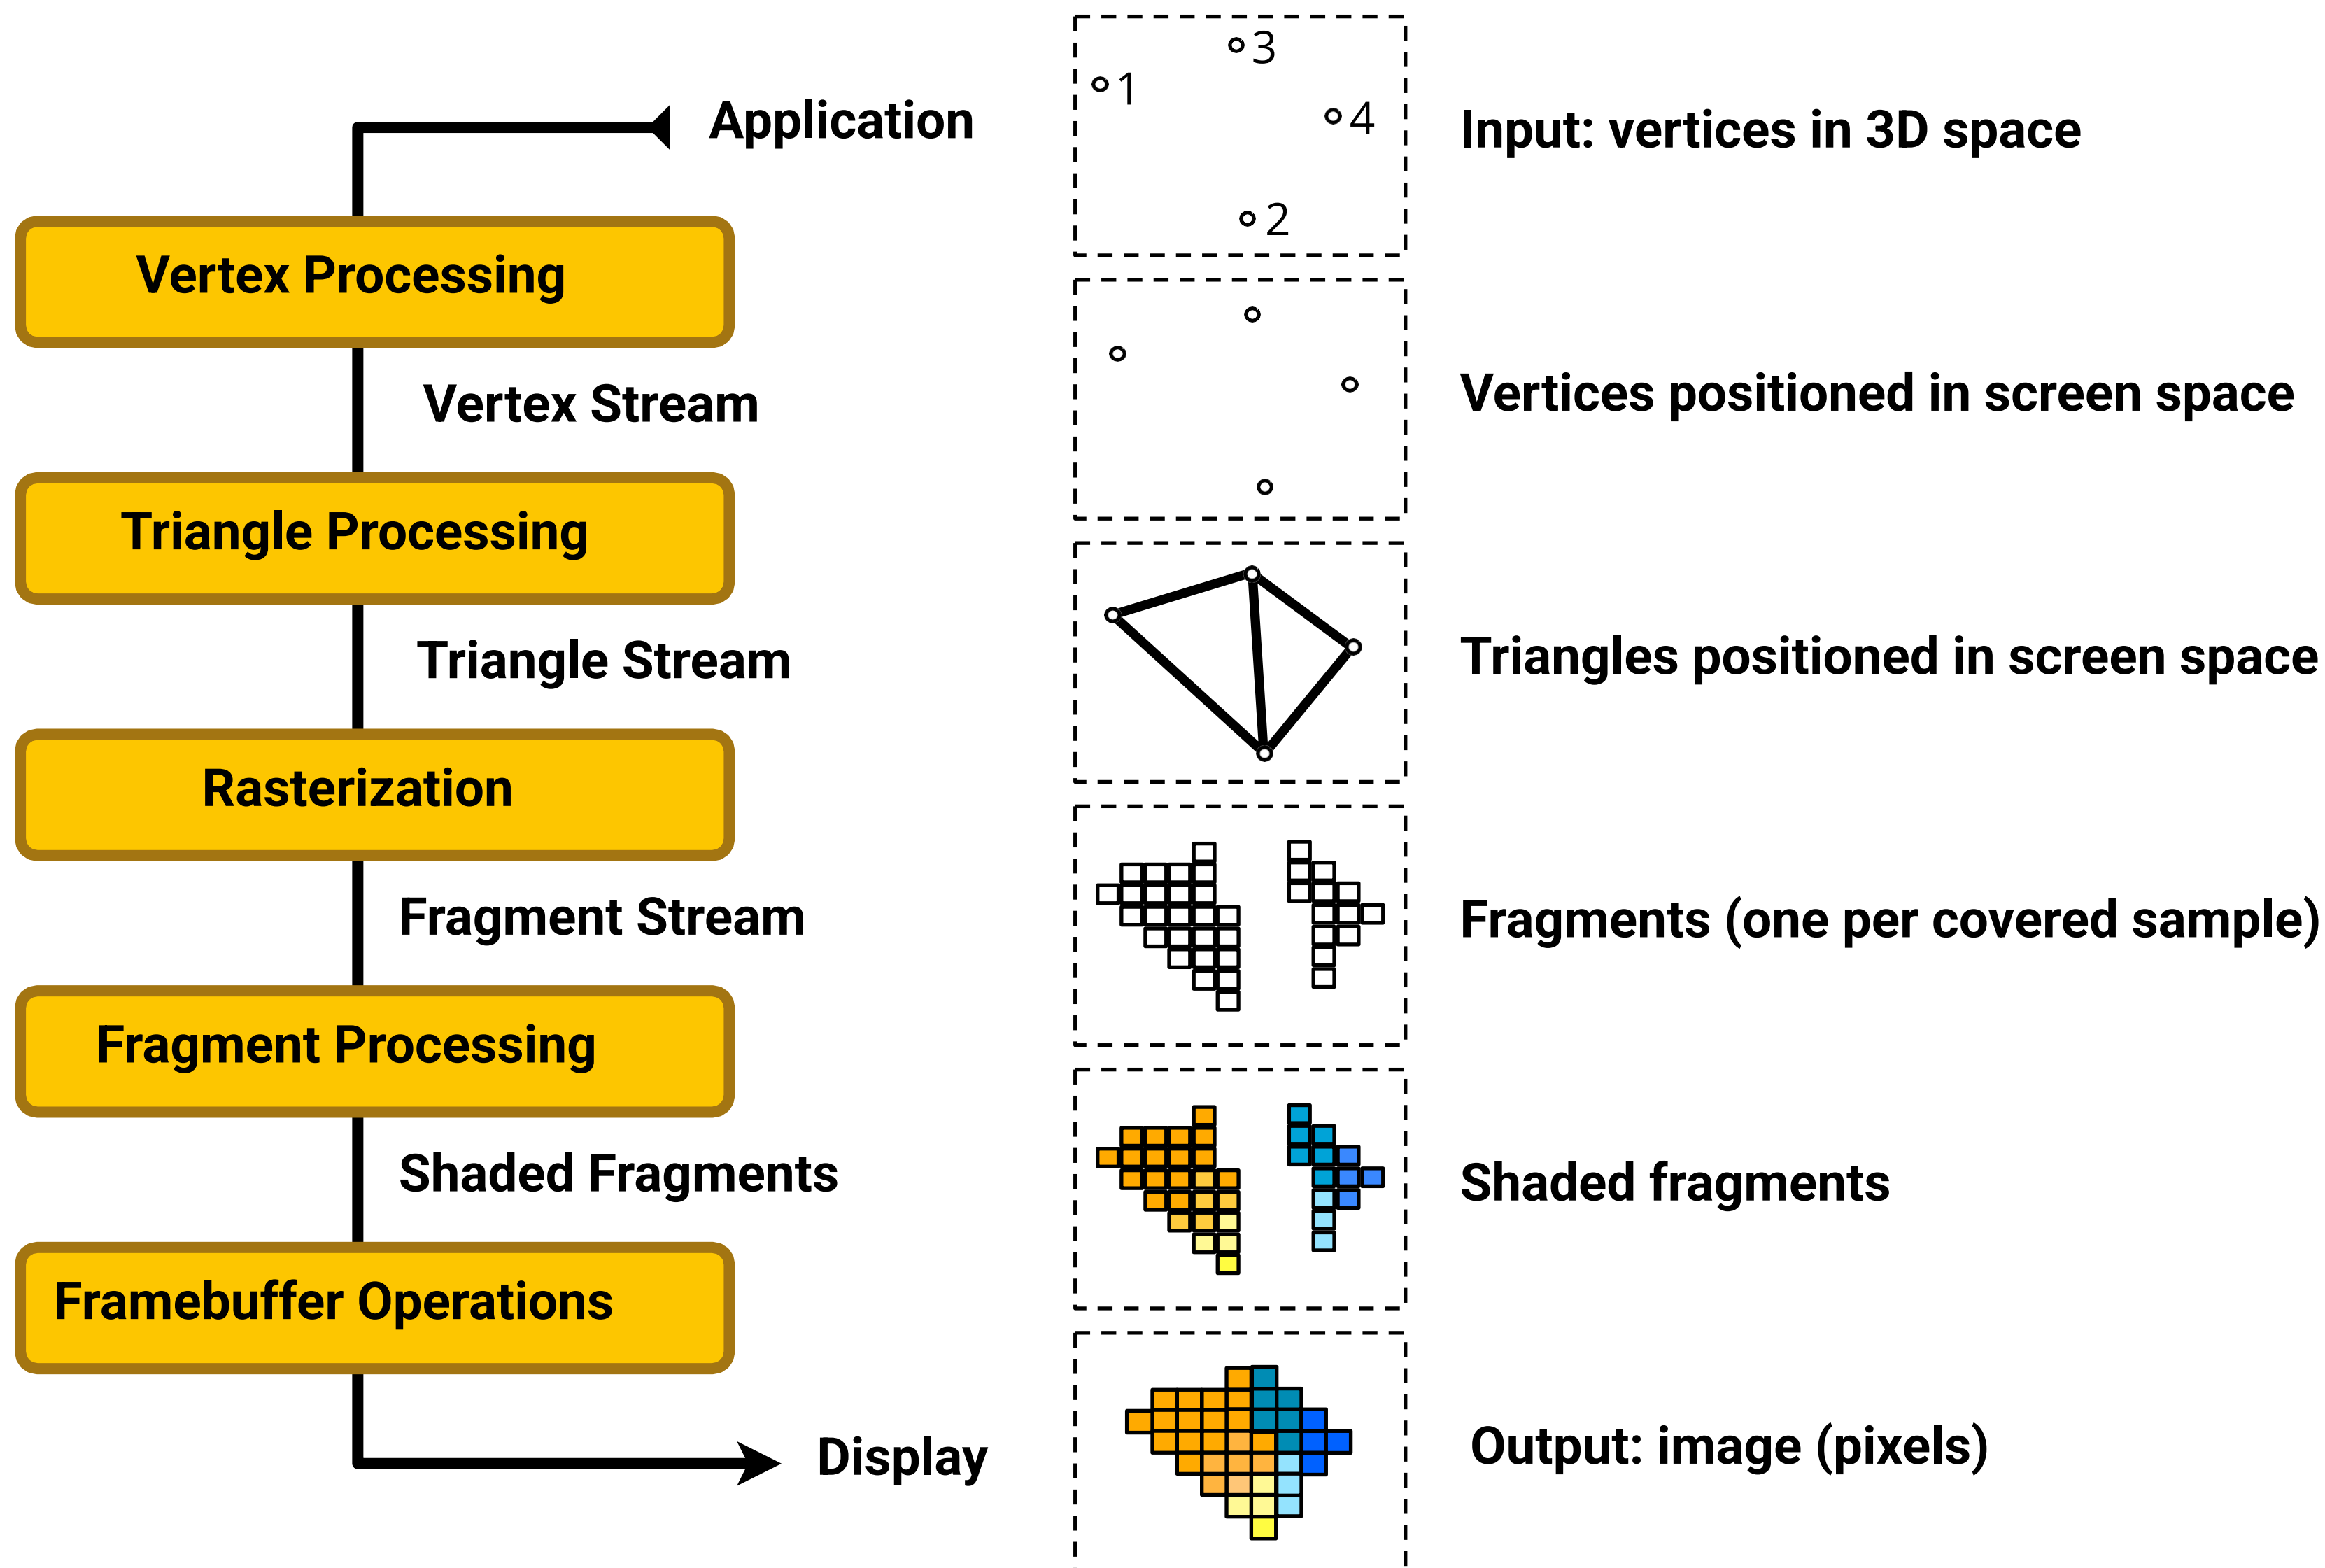 Application
3
1
4
2
Input: vertices in 3D space
Vertex Processing
Vertex Stream
Vertices positioned in screen space
Triangle Processing
Triangle Stream
Triangles positioned in screen space
Rasterization
Fragment Stream
Fragments (one per covered sample)
Fragment Processing
Shaded Fragments
Shaded fragments
Framebuffer Operations
Display
Output: image (pixels)